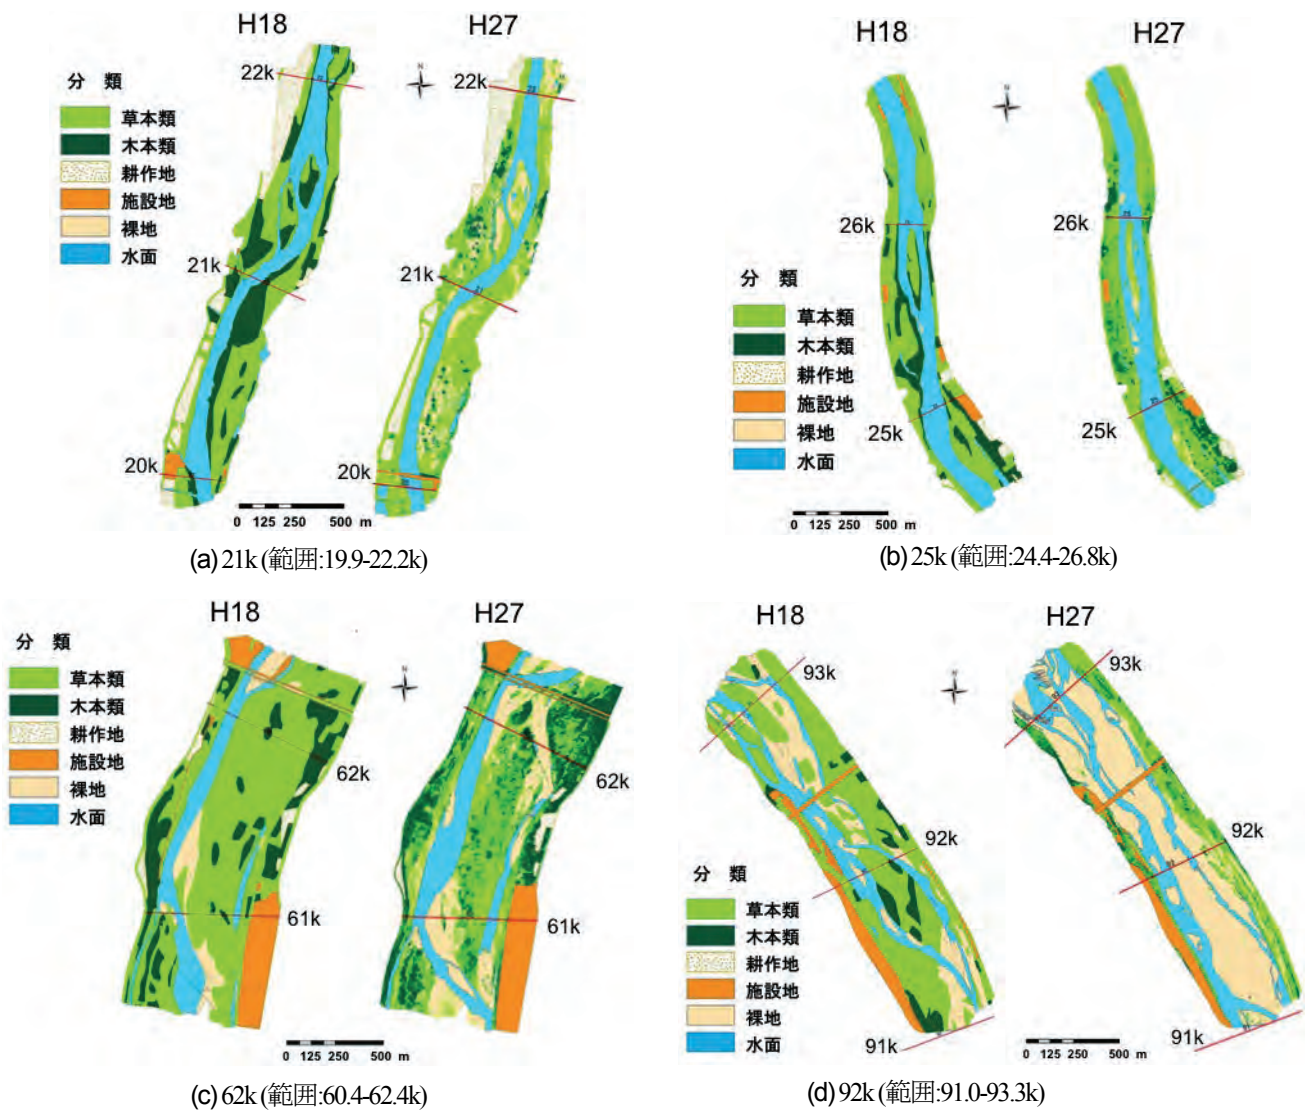 H18
H27
分 類
草本類
木本類
耕作地
施設地
裸地
水面
22k
21k
20k
22k
21k
20k
N
0 125 250 500 m
(a) 21k (範囲:19.9-22.2k)
H18
H27
N
26k
25k
26k
25k
分 類
草本類
木本類
耕作地
施設地
裸地
水面
0 125 250 500 m
(b) 25k (範囲:24.4-26.8k)
H18
H27
分 類
草本類
木本類
耕作地
施設地
裸地
水面
N
62k
61k
62k
61k
0 125 250 500 m
(c) 62k (範囲:60.4-62.4k)
H18
H27
N
93k
92k
91k
93k
92k
91k
分 類
草本類
木本類
耕作地
施設地
裸地
水面
0 125 250 500 m
(d) 92k (範囲:91.0-93.3k)